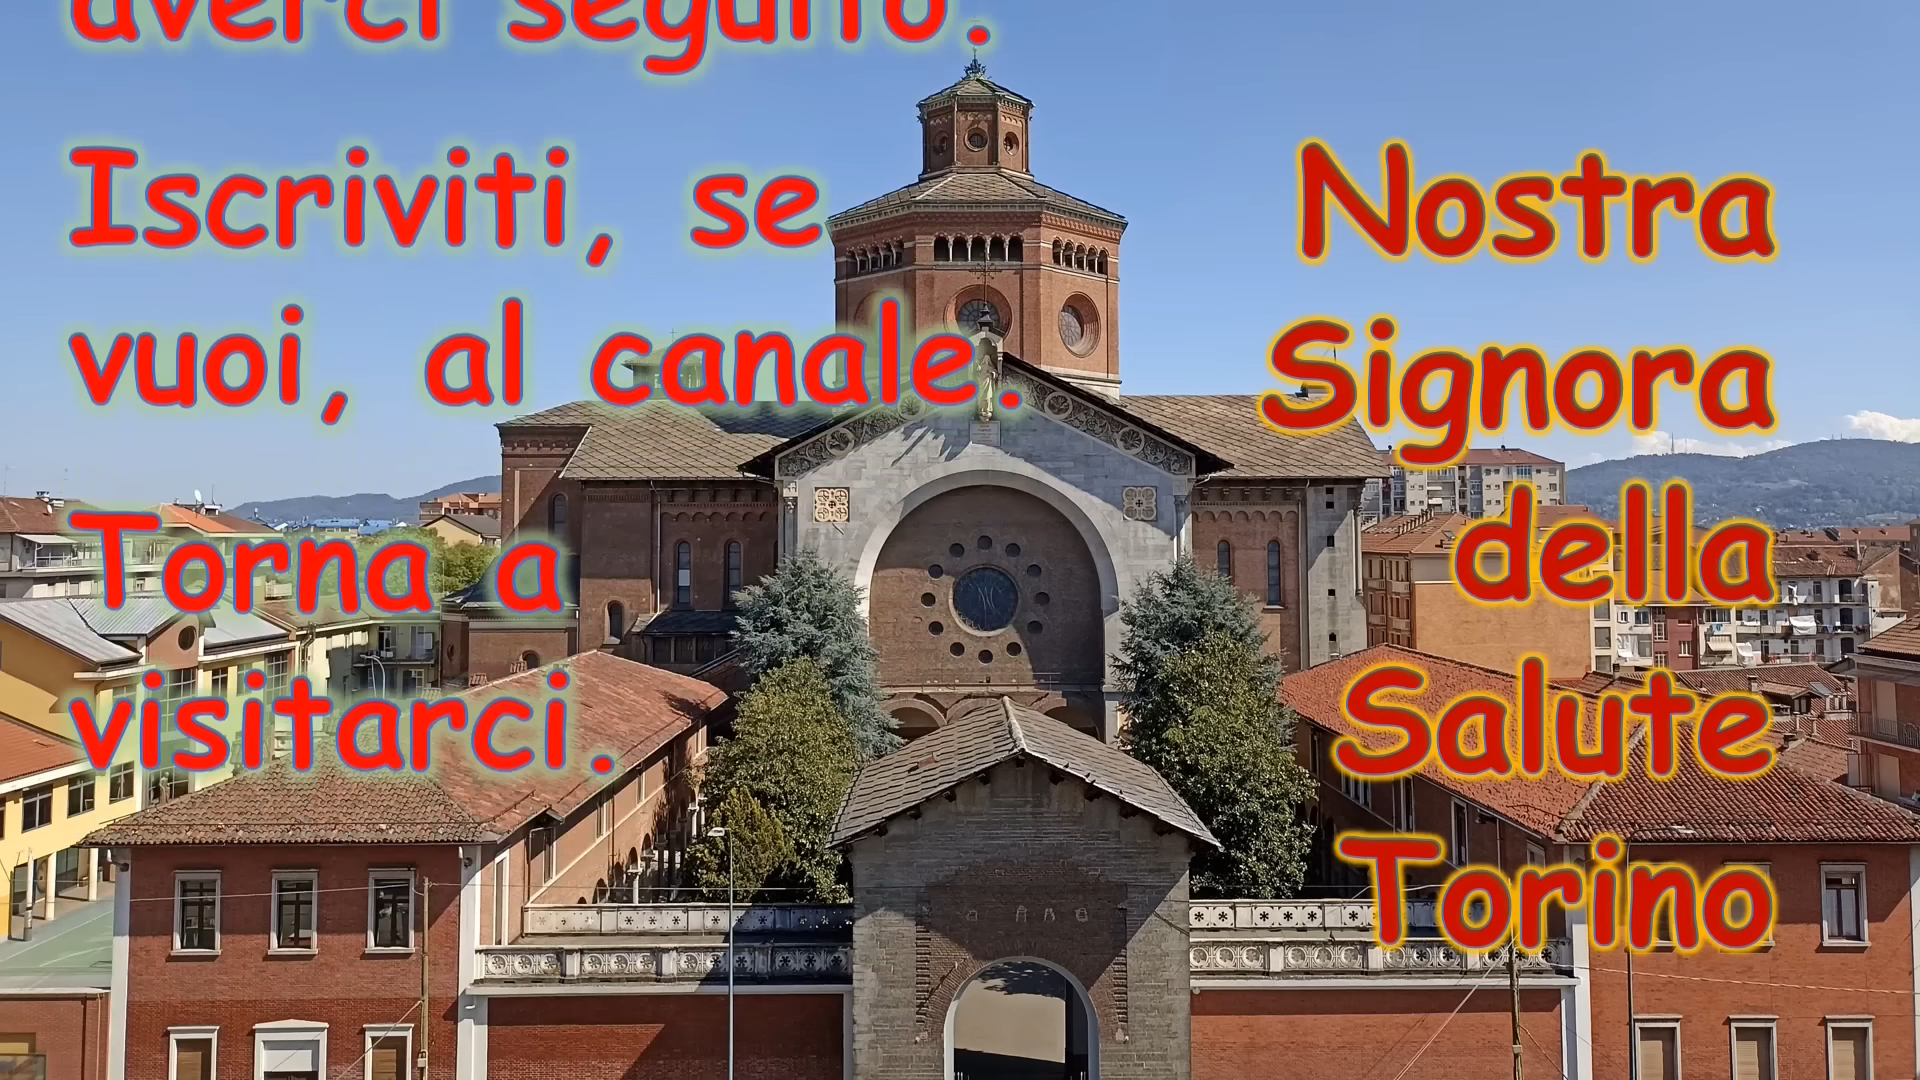 averci seguito.
Iscriviti, se
vuoi, al canale.
Torna a
visitarci.
Nostra
Signora
della
Salute
Torino